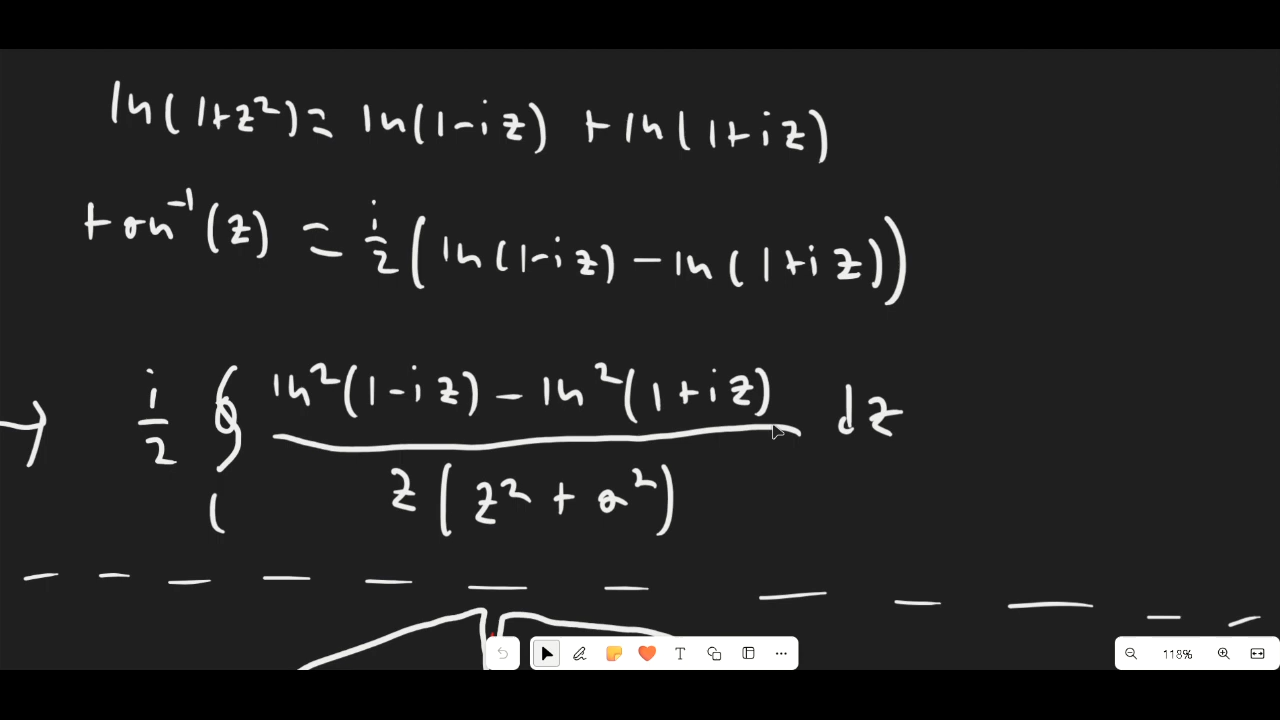 ln(1+z²) = ln(1-iz) + ln(1+iz)
tan⁻¹(z) = i/2 (ln(1-iz) - ln(1+iz))
→ i/2 ∮_C (ln²(1-iz) - ln²(1+iz)) / (z(z²+a²)) dz
T
118%